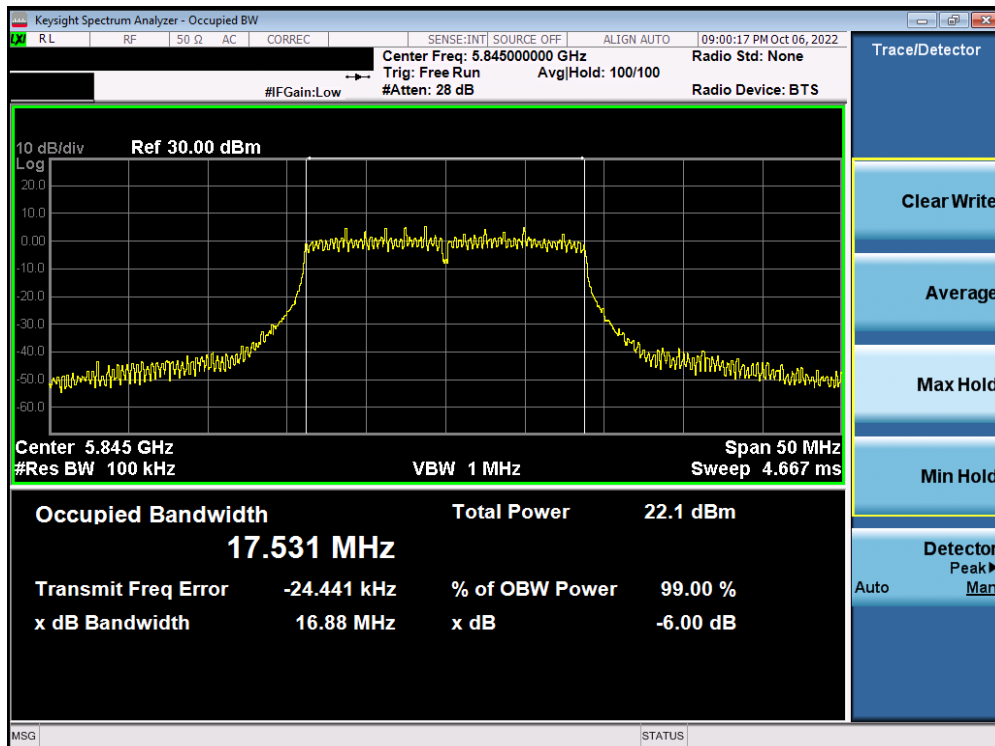 Keysight Spectrum Analyzer - Occupied BW
LXI RL RF 50 Ω AC CORREC SENSE:INT SOURCE OFF ALIGN AUTO 09:00:17 PM Oct 06, 2022
Center Freq: 5.845000000 GHz Radio Std: None
Trig: Free Run Avg|Hold: 100/100
#IFGain:Low #Atten: 28 dB Radio Device: BTS
Trace/Detector
10 dB/div Ref 30.00 dBm
Log
20.0
10.0
0.00
-10.0
-20.0
-30.0
-40.0
-50.0
-60.0
Center 5.845 GHz Span 50 MHz
#Res BW 100 kHz VBW 1 MHz Sweep 4.667 ms
Occupied Bandwidth Total Power 22.1 dBm
17.531 MHz
Transmit Freq Error -24.441 kHz % of OBW Power 99.00 %
x dB Bandwidth 16.88 MHz x dB -6.00 dB
Clear Write
Average
Max Hold
Min Hold
Detector
Peak
Auto Man
MSG STATUS